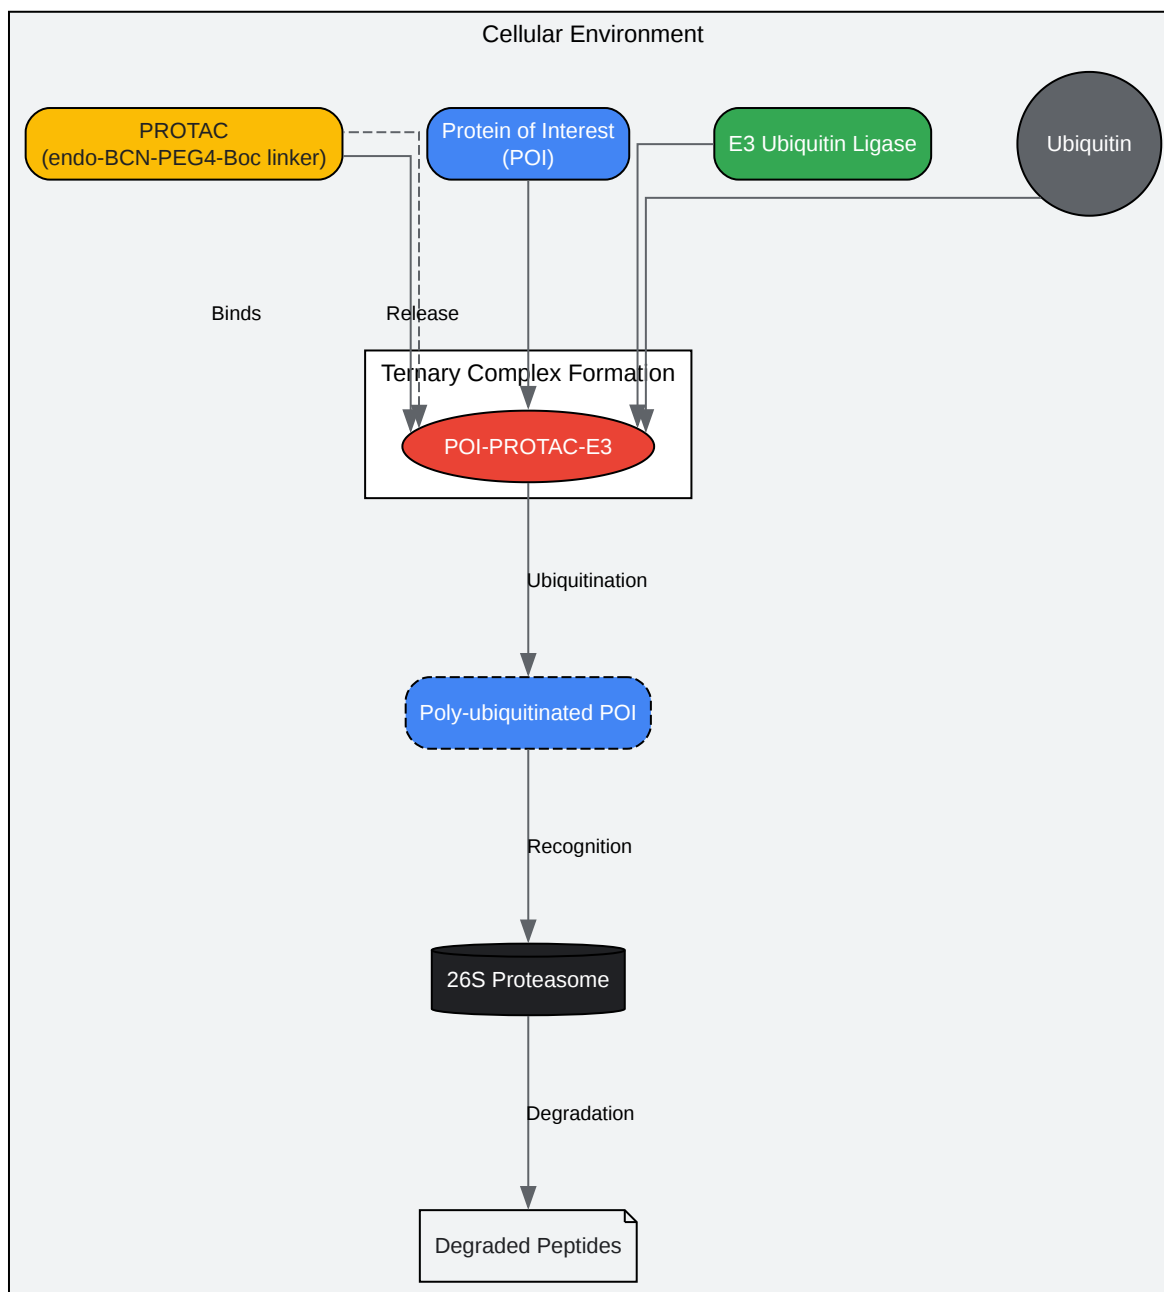 Cellular Environment
PROTAC
(endo-BCN-PEG4-Boc linker)
Protein of Interest
(POI)
E3 Ubiquitin Ligase
Ubiquitin
Binds
Release
Ternary Complex Formation
POI-PROTAC-E3
Ubiquitination
Poly-ubiquitinated POI
Recognition
26S Proteasome
Degradation
Degraded Peptides